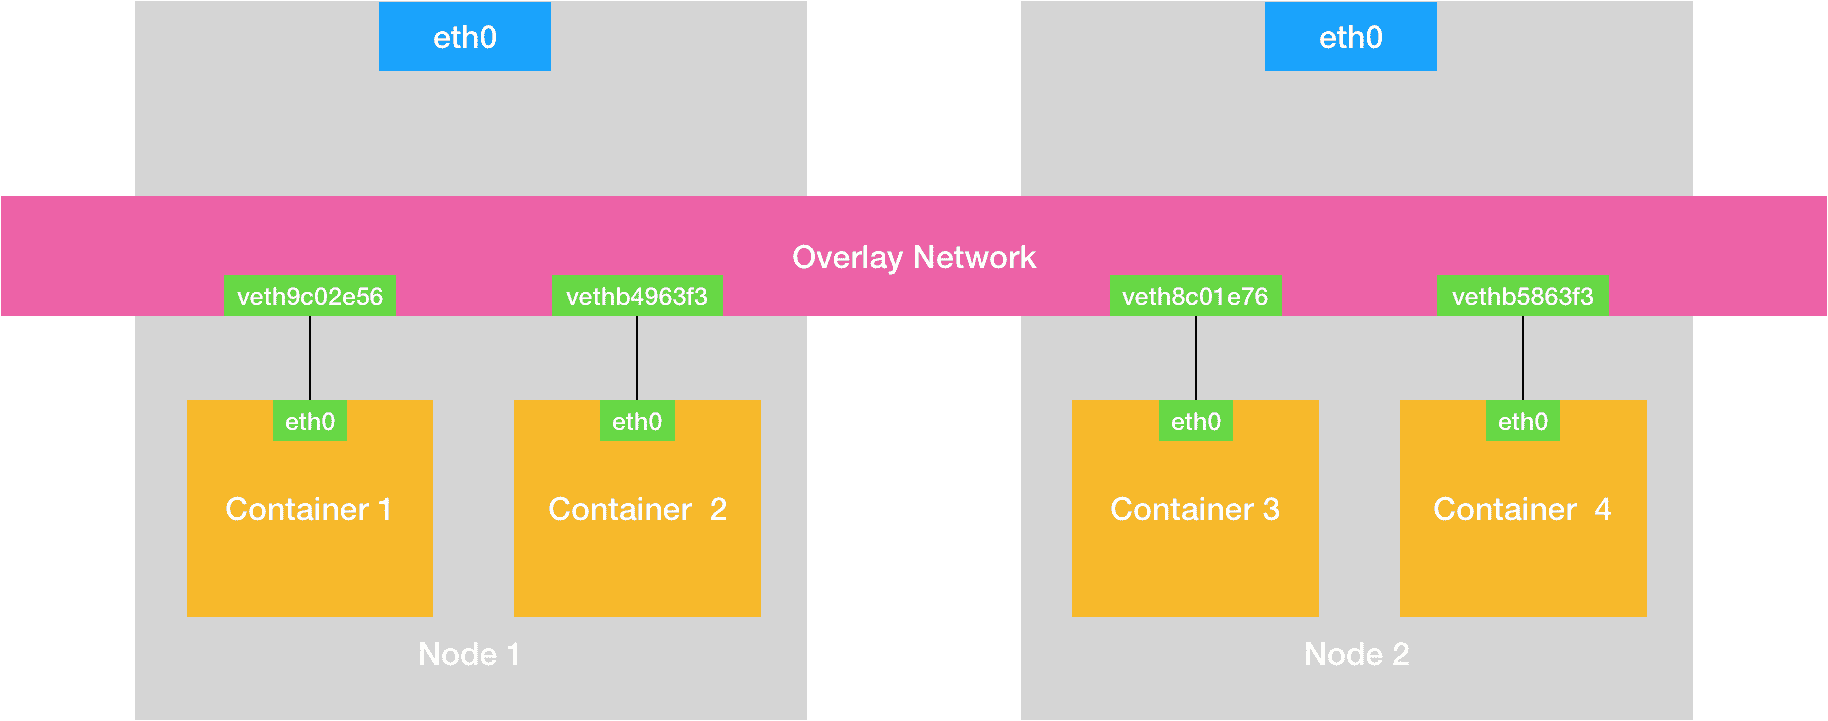 eth0
eth0
Overlay Network
veth9c02e56
vethb4963f3
veth8c01e76
vethb5863f3
eth0
eth0
eth0
eth0
Container 1
Container 2
Container 3
Container 4
Node 1
Node 2